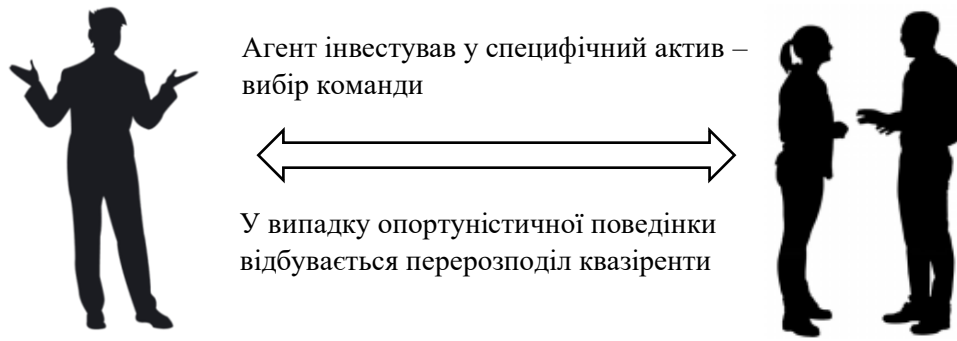 Агент інвестував у специфічний актив –
вибір команди
У випадку опортуністичної поведінки
відбувається перерозподіл квазіренти